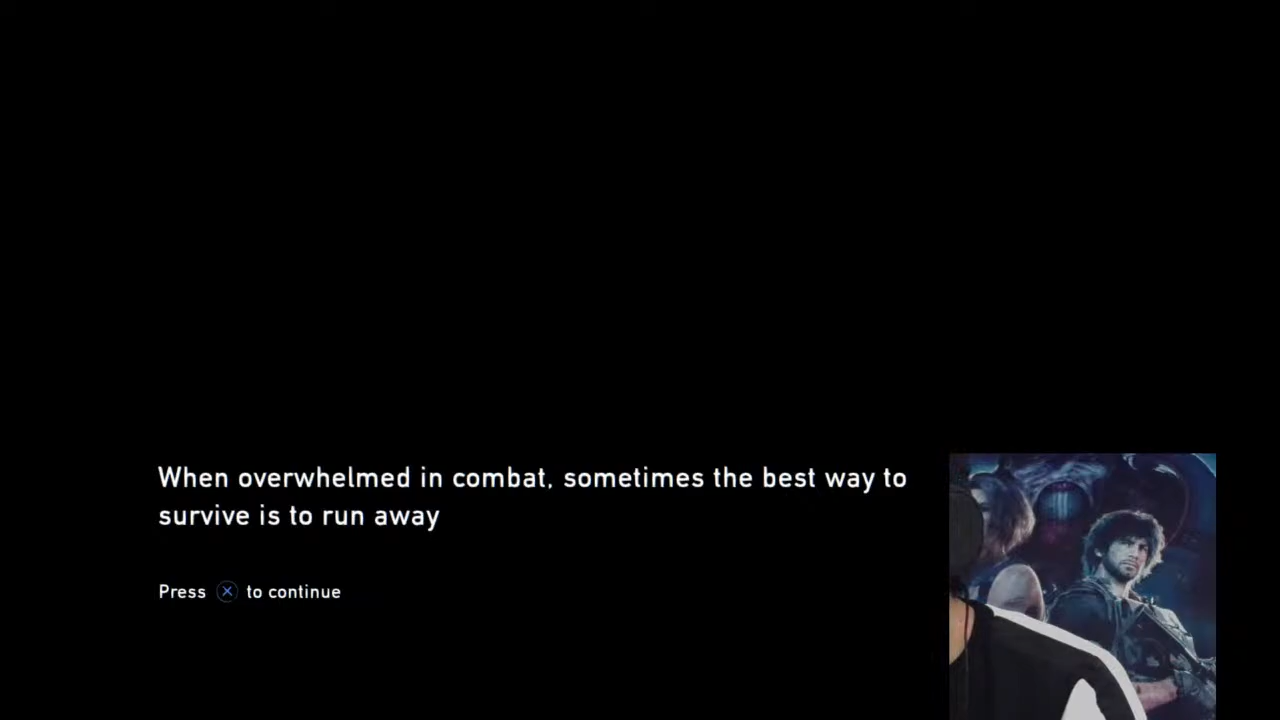 When overwhelmed in combat, sometimes the best way to
survive is to run away
Press ⓧ to continue